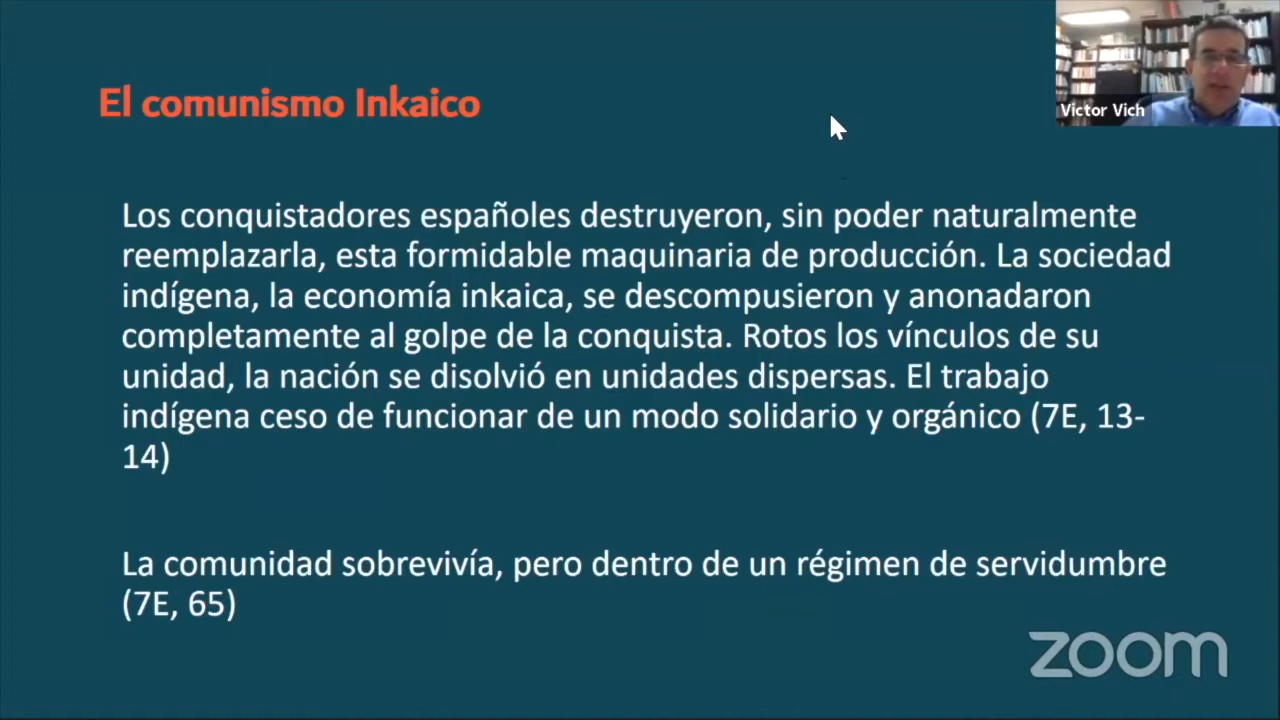 El comunismo Inkaico
Victor Vich
Los conquistadores españoles destruyeron, sin poder naturalmente
reemplazarla, esta formidable maquinaria de producción. La sociedad
indígena, la economía inkaica, se descompusieron y anonadaron
completamente al golpe de la conquista. Rotos los vínculos de su
unidad, la nación se disolvió en unidades dispersas. El trabajo
indígena ceso de funcionar de un modo solidario y orgánico (7E, 13-
14)
La comunidad sobrevivía, pero dentro de un régimen de servidumbre
(7E, 65)
zoom